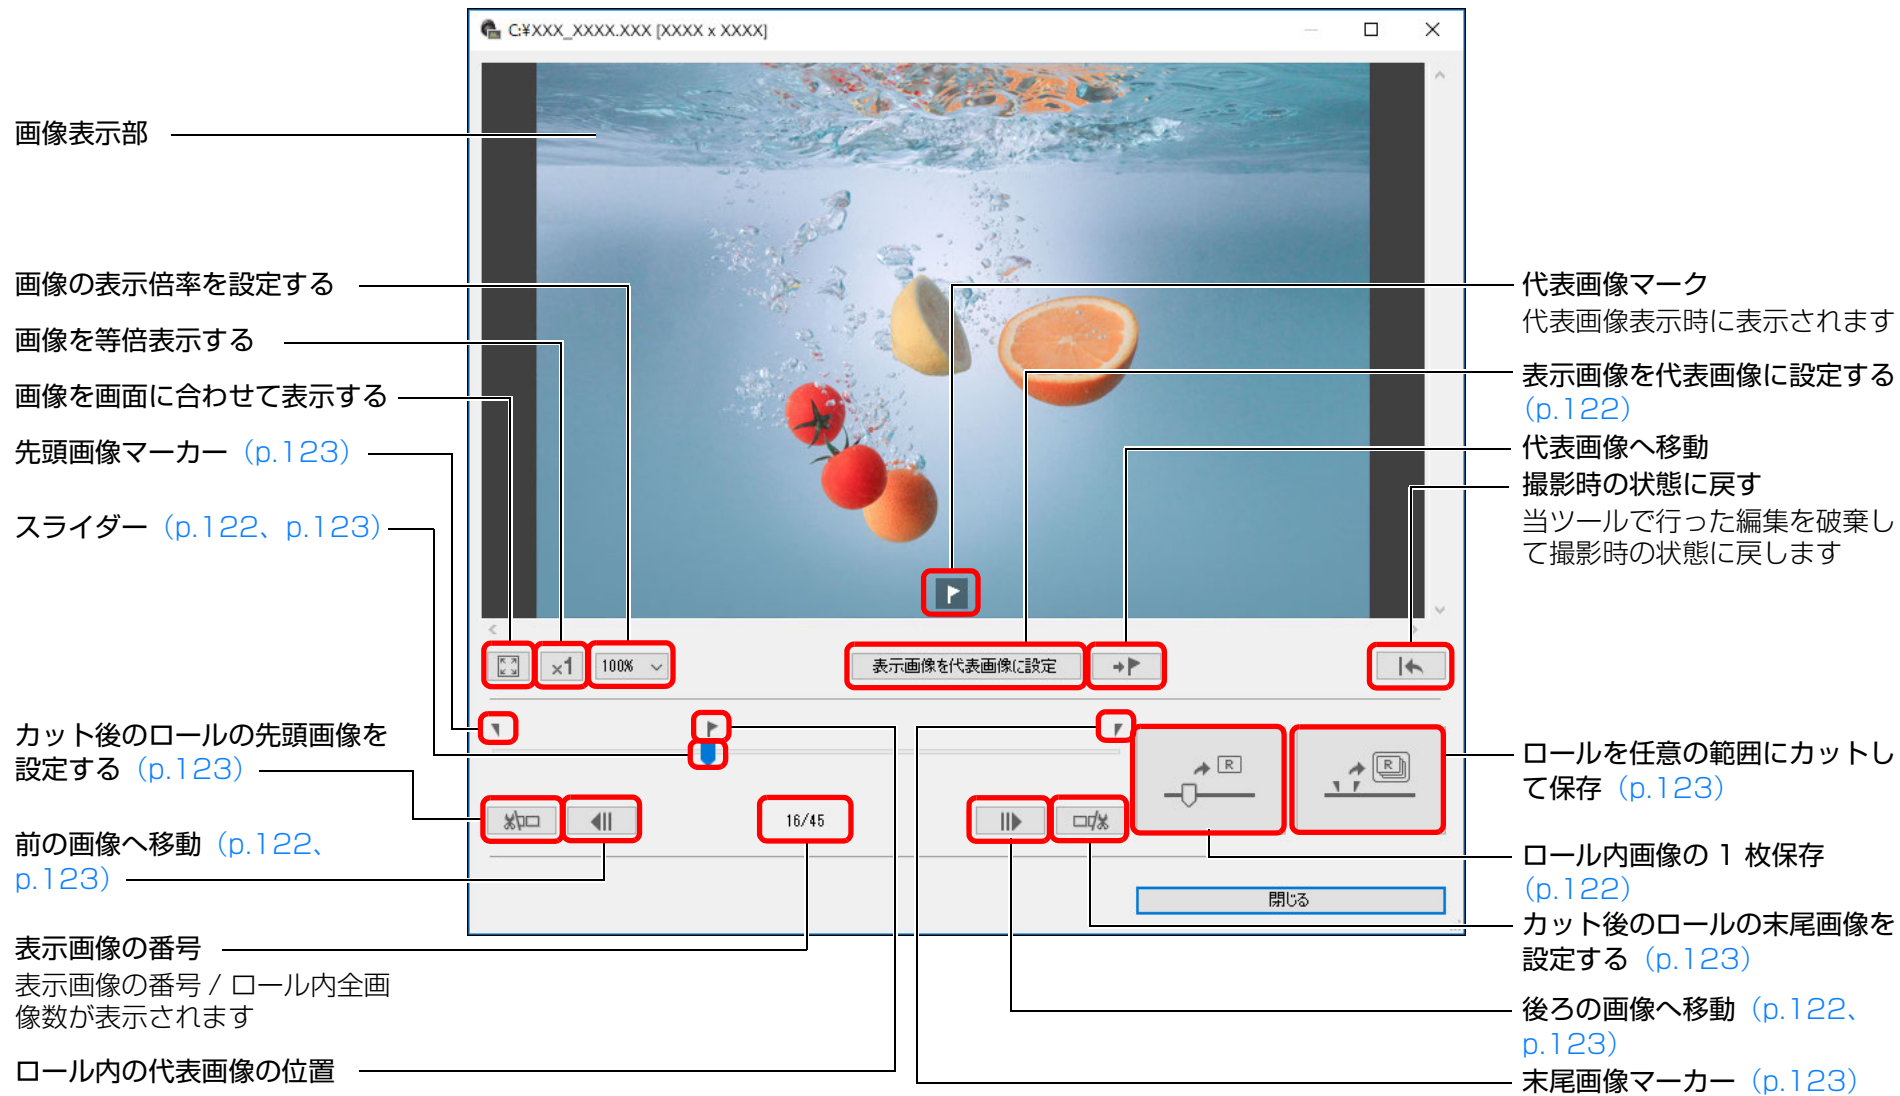 C:¥XXX_XXXX.XXX [XXXX x XXXX]
画像表示部
画像の表示倍率を設定する
画像を等倍表示する
画像を画面に合わせて表示する
先頭画像マーカー（p.123）
スライダー（p.122、p.123）
カット後のロールの先頭画像を
設定する（p.123）
前の画像へ移動（p.122、
p.123）
表示画像の番号
表示画像の番号 / ロール内全画
像数が表示されます
ロール内の代表画像の位置
×1
100%
表示画像を代表画像に設定
16/45
R
R
閉じる
代表画像マーク
代表画像表示時に表示されます
表示画像を代表画像に設定する
（p.122）
代表画像へ移動
撮影時の状態に戻す
当ツールで行った編集を破棄し
て撮影時の状態に戻します
ロールを任意の範囲にカットし
て保存（p.123）
ロール内画像の 1 枚保存
（p.122）
カット後のロールの末尾画像を
設定する（p.123）
後ろの画像へ移動（p.122、
p.123）
末尾画像マーカー（p.123）